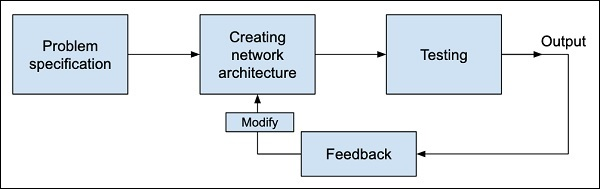 Problem
specification
Creating
network
architecture
Testing
Output
Modify
Feedback